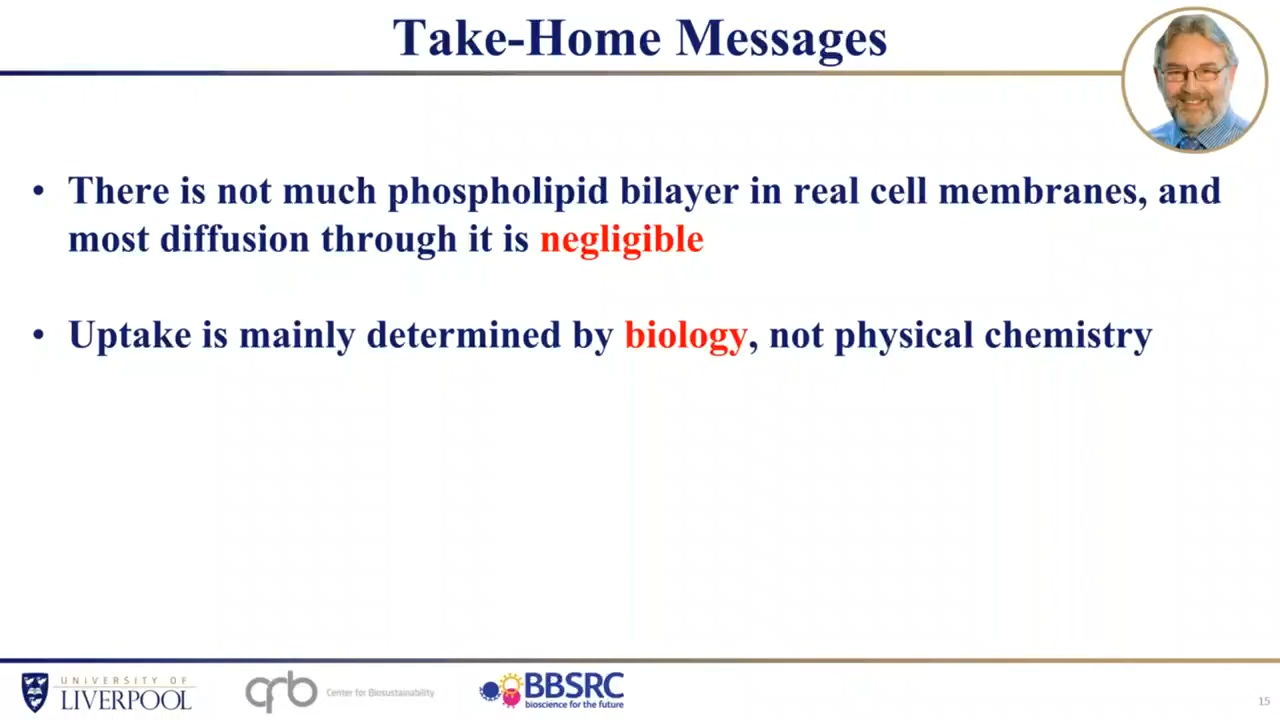 Take-Home Messages
• There is not much phospholipid bilayer in real cell membranes, and
most diffusion through it is negligible
• Uptake is mainly determined by biology, not physical chemistry
UNIVERSITY OF
LIVERPOOL
Center for Biosustainability
BBSRC
bioscience for the future
15